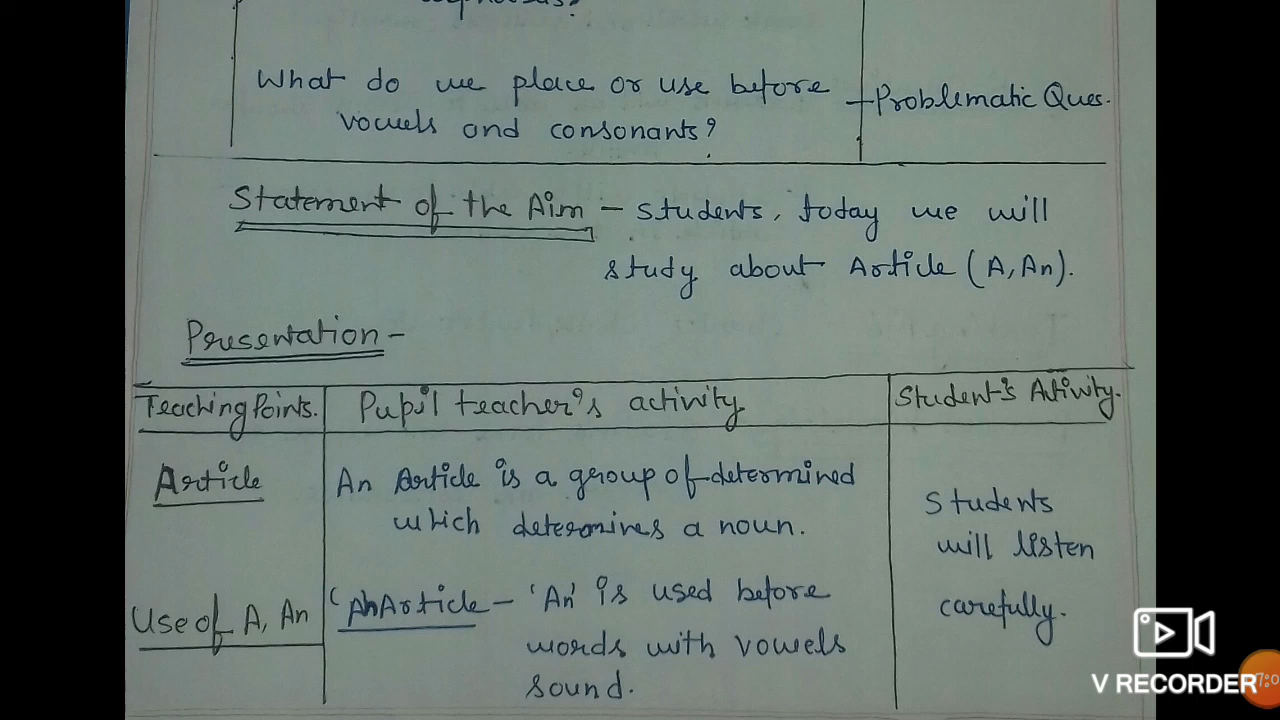 What do we place or use before
vowels and consonants?
Problematic Ques.
Statement of the Aim - Students, today we will
study about Article (A, An).
Presentation -
Teaching Points.
Pupil teacher's activity
Student's Activity.
Article
An Article is a group of determined
which determines a noun.
Students
will listen
carefully.
Use of A, An
(An Article - 'An' is used before
words with vowels
sound.
V RECORDER